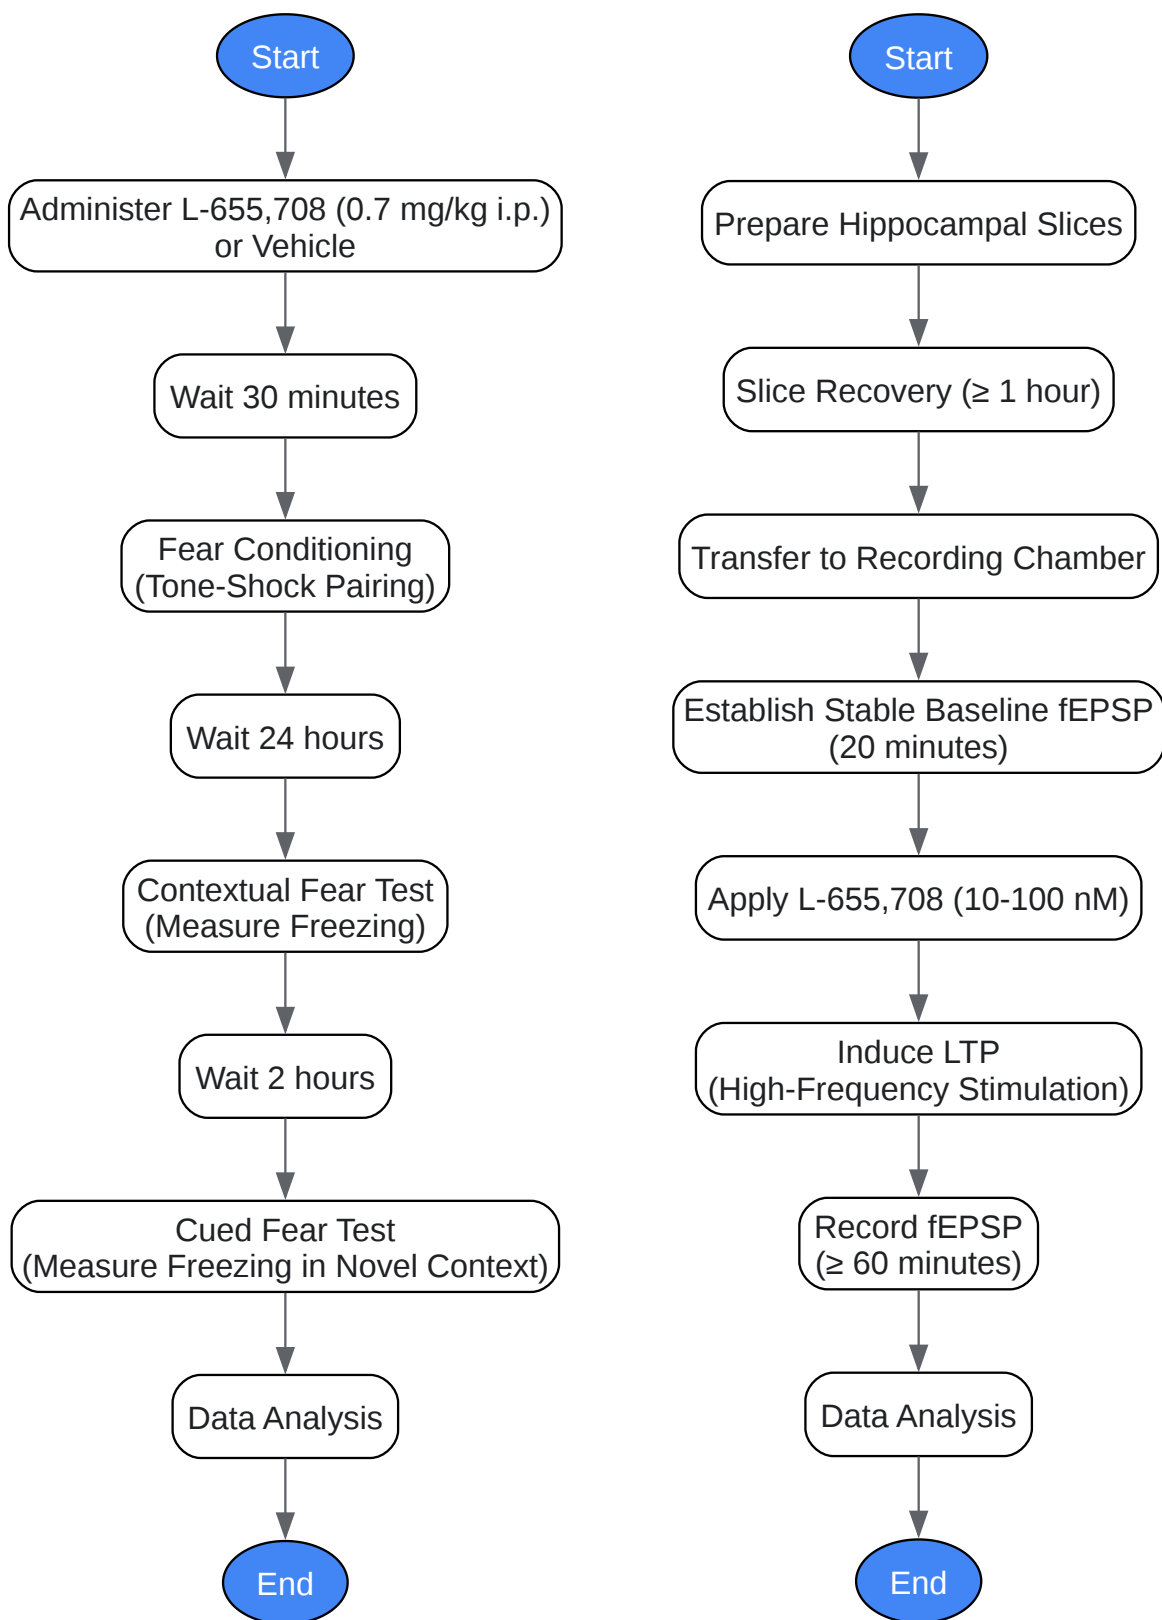 Start
Administer L-655,708 (0.7 mg/kg i.p.)
or Vehicle
Wait 30 minutes
Fear Conditioning
(Tone-Shock Pairing)
Wait 24 hours
Contextual Fear Test
(Measure Freezing)
Wait 2 hours
Cued Fear Test
(Measure Freezing in Novel Context)
Data Analysis
End
Start
Prepare Hippocampal Slices
Slice Recovery (≥ 1 hour)
Transfer to Recording Chamber
Establish Stable Baseline fEPSP
(20 minutes)
Apply L-655,708 (10-100 nM)
Induce LTP
(High-Frequency Stimulation)
Record fEPSP
(≥ 60 minutes)
Data Analysis
End